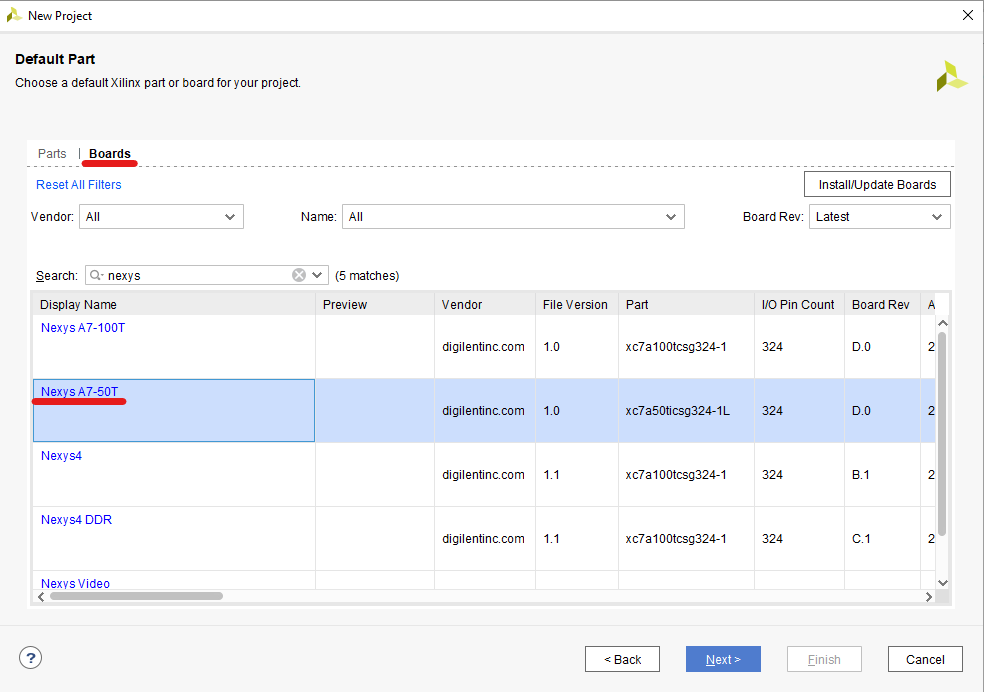 New Project
Default Part
Choose a default Xilinx part or board for your project.
Parts | Boards
Reset All Filters
Install/Update Boards
Vendor: All Name: All Board Rev: Latest
Search: nexys (5 matches)
Display Name Preview Vendor File Version Part I/O Pin Count Board Rev A
Nexys A7-100T digilentinc.com 1.0 xc7a100tcsg324-1 324 D.0 2
Nexys A7-50T digilentinc.com 1.0 xc7a50ticsg324-1L 324 D.0 2
Nexys4 digilentinc.com 1.1 xc7a100tcsg324-1 324 B.1 2
Nexys4 DDR digilentinc.com 1.1 xc7a100tcsg324-1 324 C.1 2
Nexys Video
? < Back Next > Finish Cancel